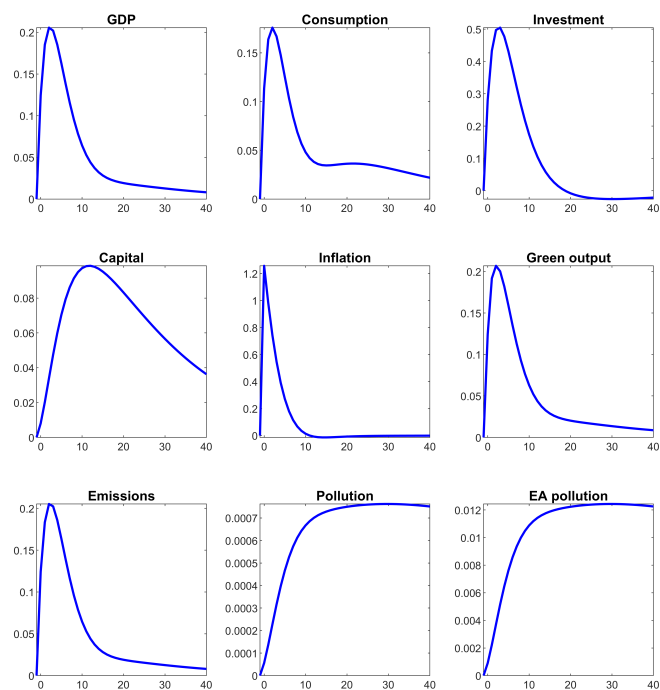 GDP
0.2
0.15
0.1
0.05
0
0 10 20 30 40
Consumption
0.15
0.1
0.05
0
0 10 20 30 40
Investment
0.5
0.4
0.3
0.2
0.1
0
0 10 20 30 40
Capital
0.08
0.06
0.04
0.02
0
0 10 20 30 40
Inflation
1.2
1
0.8
0.6
0.4
0.2
0
0 10 20 30 40
Green output
0.2
0.15
0.1
0.05
0
0 10 20 30 40
Emissions
0.2
0.15
0.1
0.05
0
0 10 20 30 40
Pollution
0.0007
0.0006
0.0005
0.0004
0.0003
0.0002
0.0001
0
0 10 20 30 40
EA pollution
0.012
0.01
0.008
0.006
0.004
0.002
0
0 10 20 30 40